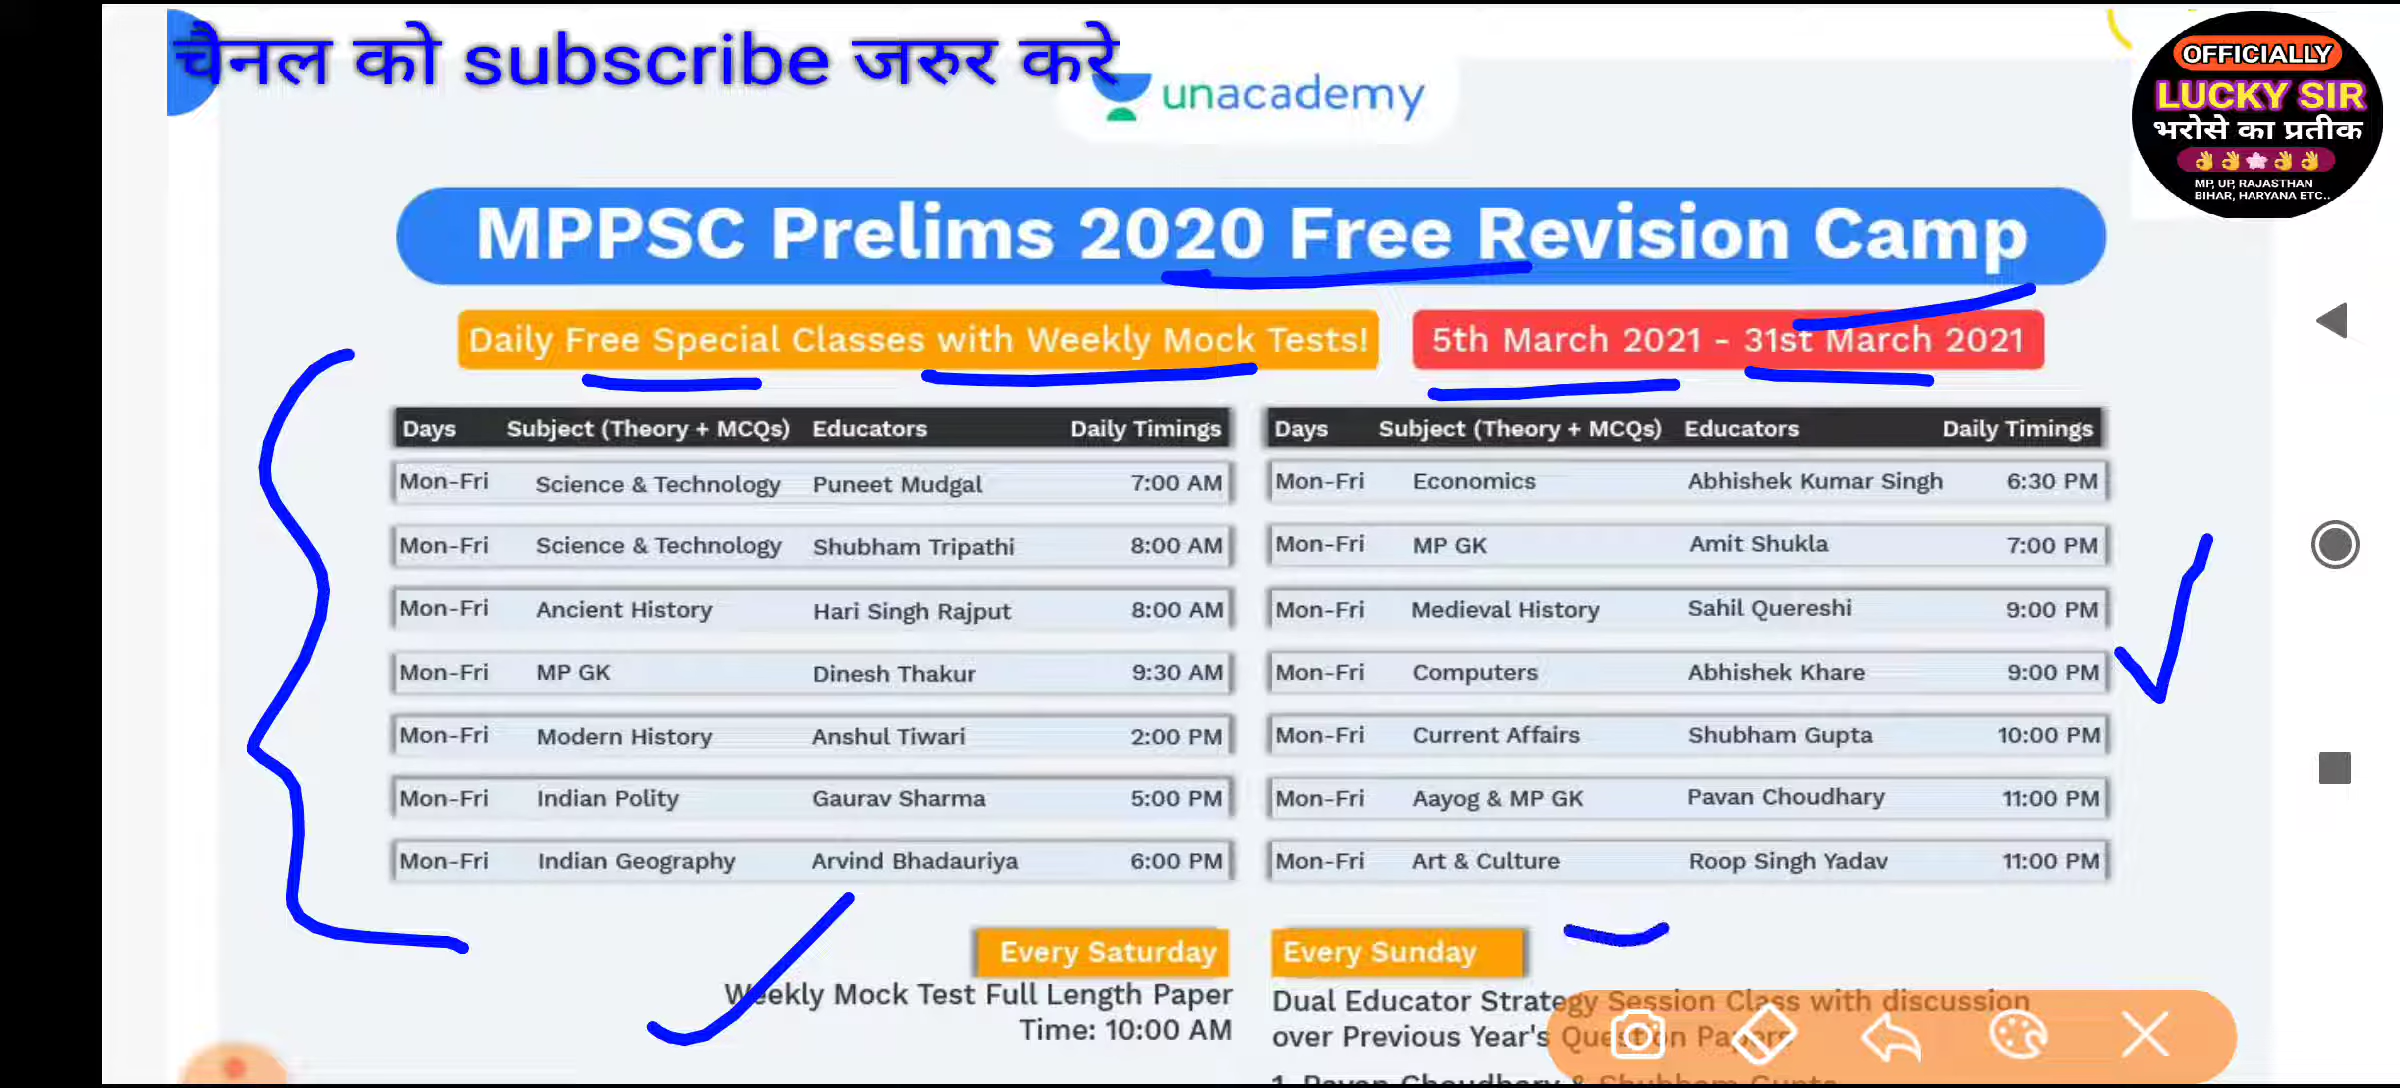 चैनल को subscribe जरुर करे
unacademy
OFFICIALLY
LUCKY SIR
भरोसे का प्रतीक
MP, UP, RAJASTHAN
BIHAR, HARYANA ETC..
MPPSC Prelims 2020 Free Revision Camp
Daily Free Special Classes with Weekly Mock Tests!
5th March 2021 - 31st March 2021
Days Subject (Theory + MCQs) Educators Daily Timings
Mon-Fri Science & Technology Puneet Mudgal 7:00 AM
Mon-Fri Science & Technology Shubham Tripathi 8:00 AM
Mon-Fri Ancient History Hari Singh Rajput 8:00 AM
Mon-Fri MP GK Dinesh Thakur 9:30 AM
Mon-Fri Modern History Anshul Tiwari 2:00 PM
Mon-Fri Indian Polity Gaurav Sharma 5:00 PM
Mon-Fri Indian Geography Arvind Bhadauriya 6:00 PM
Days Subject (Theory + MCQs) Educators Daily Timings
Mon-Fri Economics Abhishek Kumar Singh 6:30 PM
Mon-Fri MP GK Amit Shukla 7:00 PM
Mon-Fri Medieval History Sahil Quereshi 9:00 PM
Mon-Fri Computers Abhishek Khare 9:00 PM
Mon-Fri Current Affairs Shubham Gupta 10:00 PM
Mon-Fri Aayog & MP GK Pavan Choudhary 11:00 PM
Mon-Fri Art & Culture Roop Singh Yadav 11:00 PM
Every Saturday
Weekly Mock Test Full Length Paper
Time: 10:00 AM
Every Sunday
Dual Educator Strategy Session Class with discussion
over Previous Year's Question Papers
1. Pavan Choudhary & Shubham Gupta